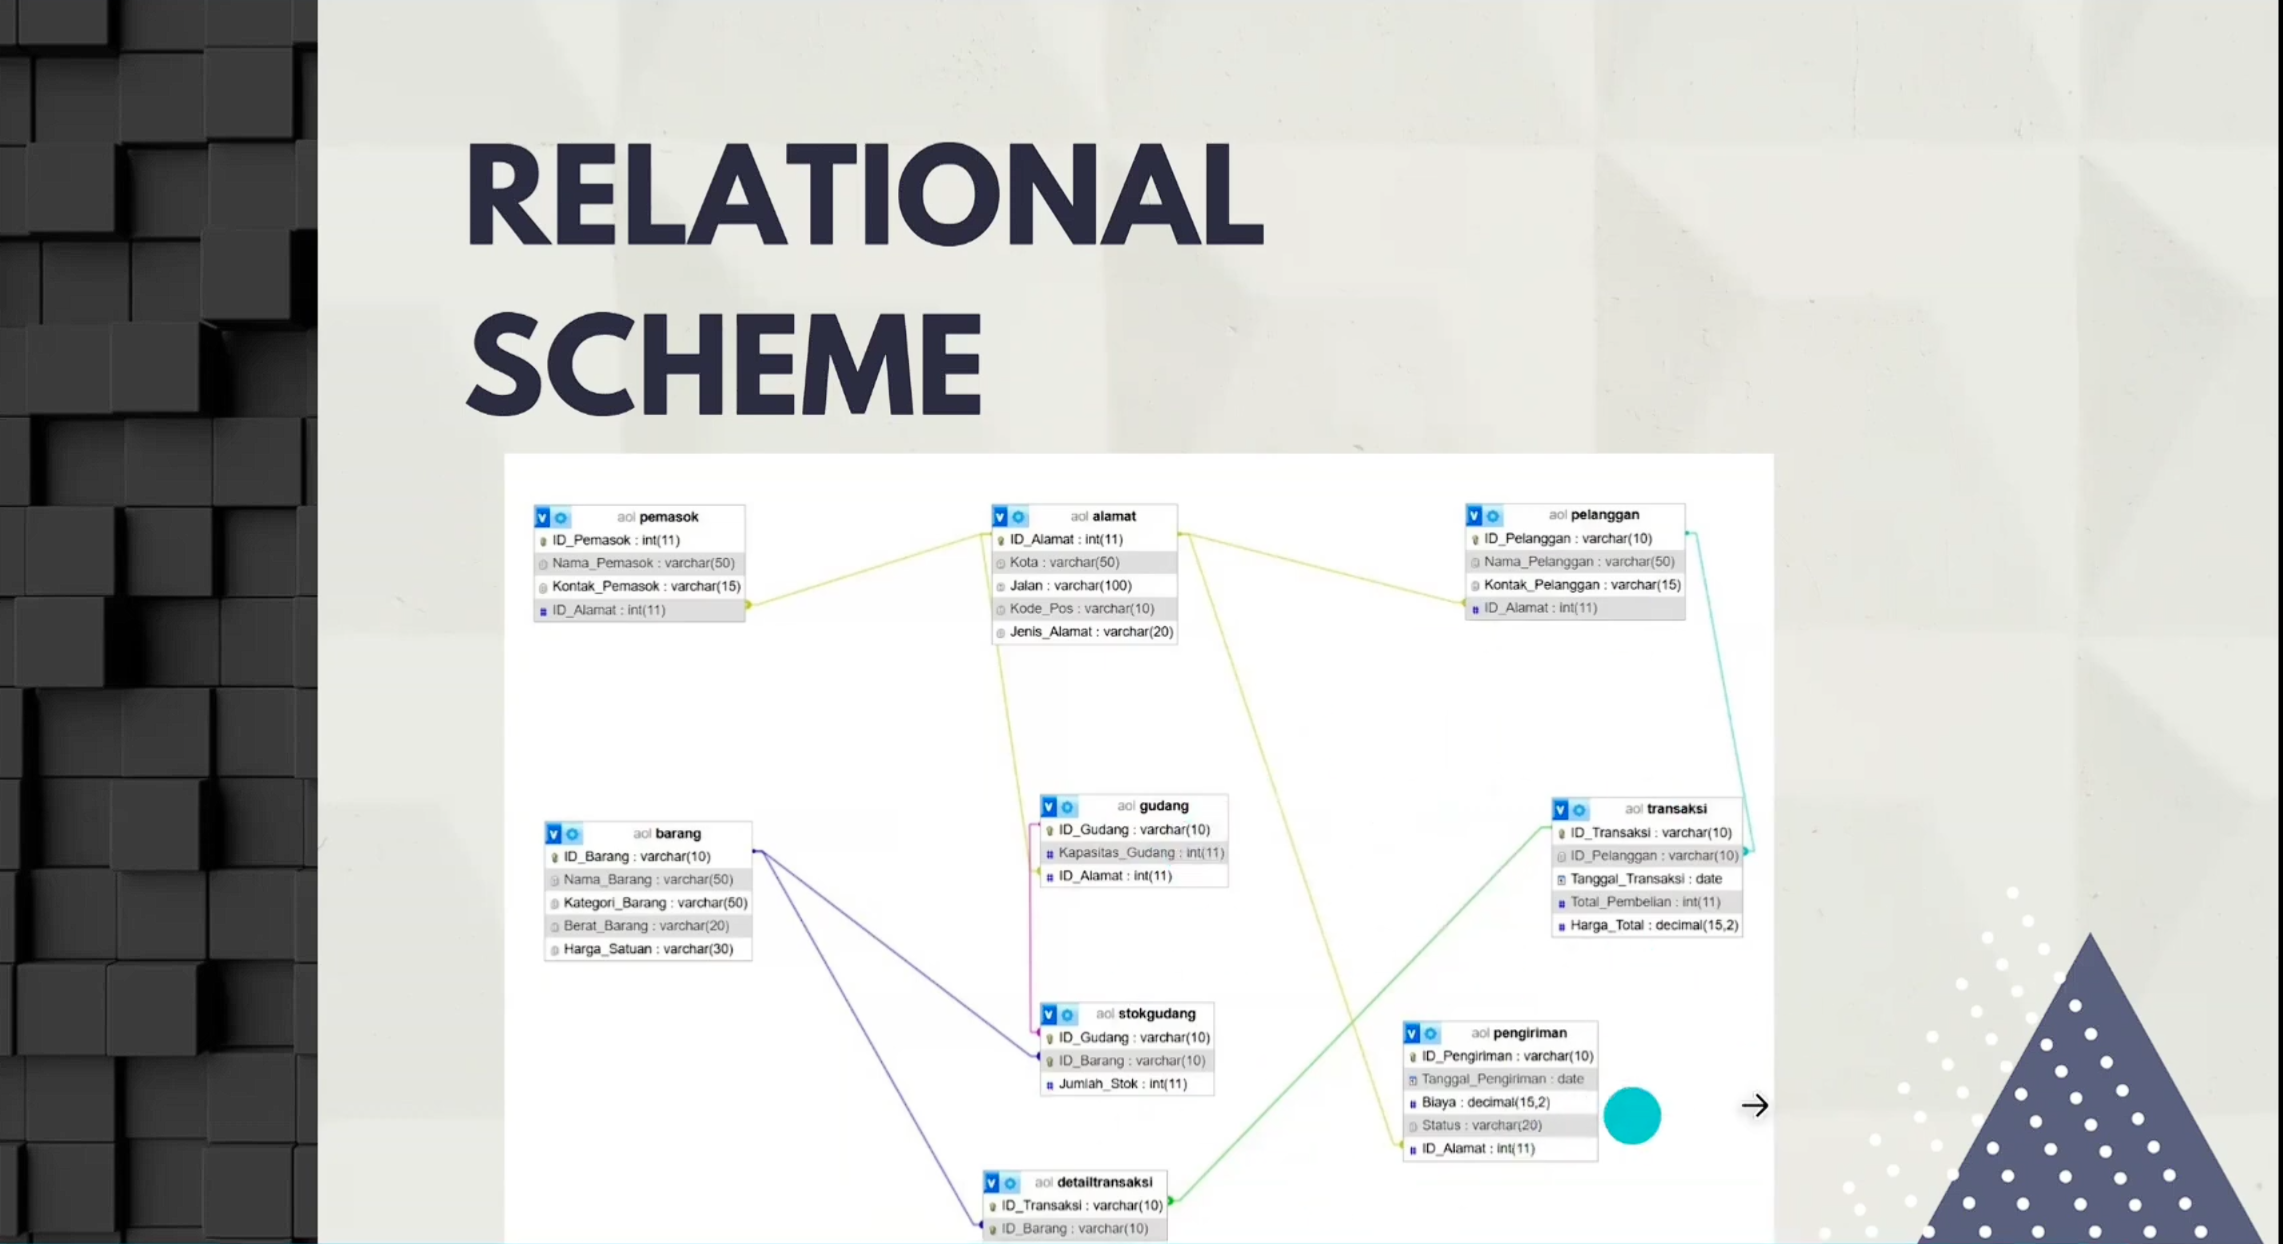 RELATIONAL
SCHEME
aol pemasok
ID_Pemasok : int(11)
Nama_Pemasok : varchar(50)
Kontak_Pemasok : varchar(15)
ID_Alamat : int(11)
aol alamat
ID_Alamat : int(11)
Kota : varchar(50)
Jalan : varchar(100)
Kode_Pos : varchar(10)
Jenis_Alamat : varchar(20)
aol pelanggan
ID_Pelanggan : varchar(10)
Nama_Pelanggan : varchar(50)
Kontak_Pelanggan : varchar(15)
ID_Alamat : int(11)
aol barang
ID_Barang : varchar(10)
Nama_Barang : varchar(50)
Kategori_Barang : varchar(50)
Berat_Barang : varchar(20)
Harga_Satuan : varchar(30)
aol gudang
ID_Gudang : varchar(10)
Kapasitas_Gudang : int(11)
ID_Alamat : int(11)
aol transaksi
ID_Transaksi : varchar(10)
ID_Pelanggan : varchar(10)
Tanggal_Transaksi : date
Total_Pembelian : int(11)
Harga_Total : decimal(15,2)
aol stokgudang
ID_Gudang : varchar(10)
ID_Barang : varchar(10)
Jumlah_Stok : int(11)
aol pengiriman
ID_Pengiriman : varchar(10)
Tanggal_Pengiriman : date
Biaya : decimal(15,2)
Status : varchar(20)
ID_Alamat : int(11)
aol detailtransaksi
ID_Transaksi : varchar(10)
ID_Barang : varchar(10)